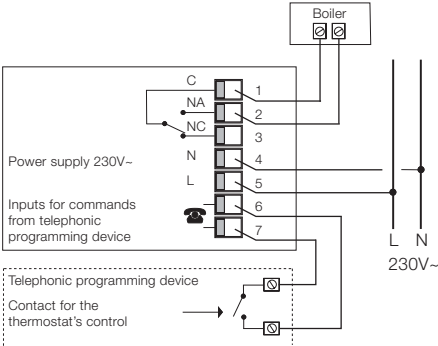 Boiler
C
1
NA
2
NC
3
Power supply 230V~
N
4
L
5
Inputs for commands
from telephonic
programming device
6
7
L N
230V~
Telephonic programming device
Contact for the
thermostat's control